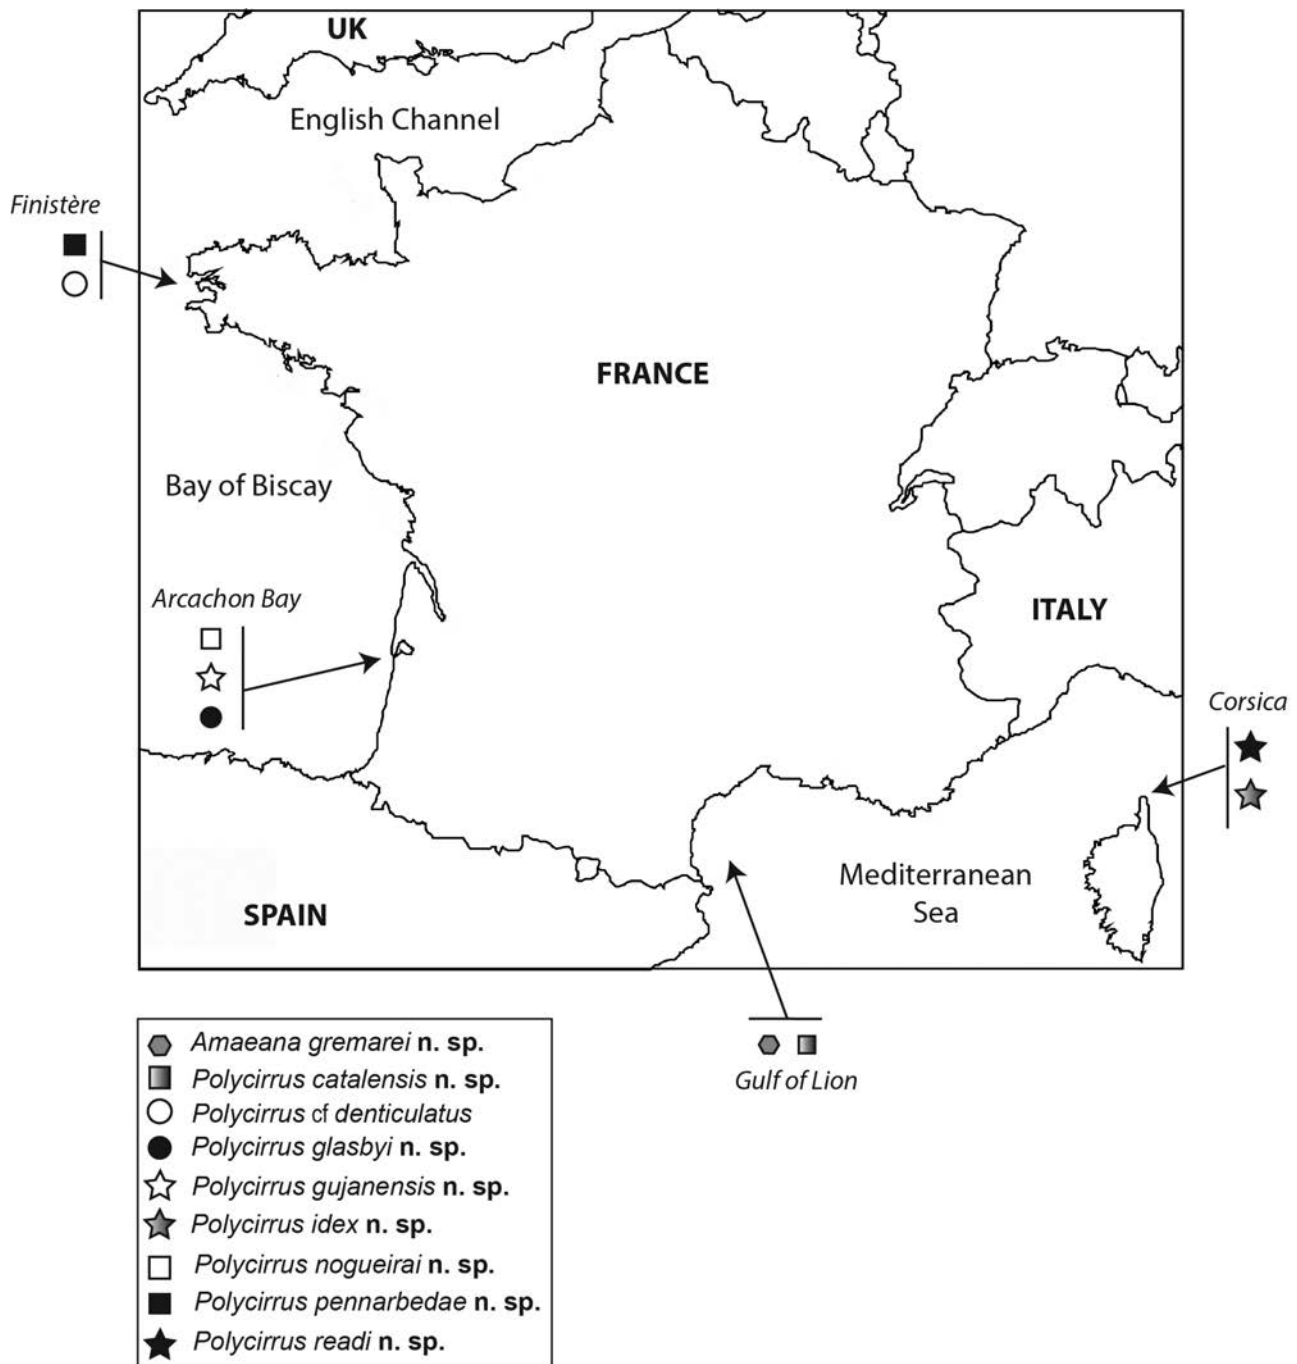 UK
English Channel
Finistère
FRANCE
Bay of Biscay
Arcachon Bay
ITALY
Corsica
Mediterranean
Sea
SPAIN
Gulf of Lion
Amaeana gremarei n. sp.
Polycirrus catalensis n. sp.
Polycirrus cf denticulatus
Polycirrus glasbyi n. sp.
Polycirrus gujanensis n. sp.
Polycirrus idex n. sp.
Polycirrus nogueirai n. sp.
Polycirrus pennarbedae n. sp.
Polycirrus readi n. sp.